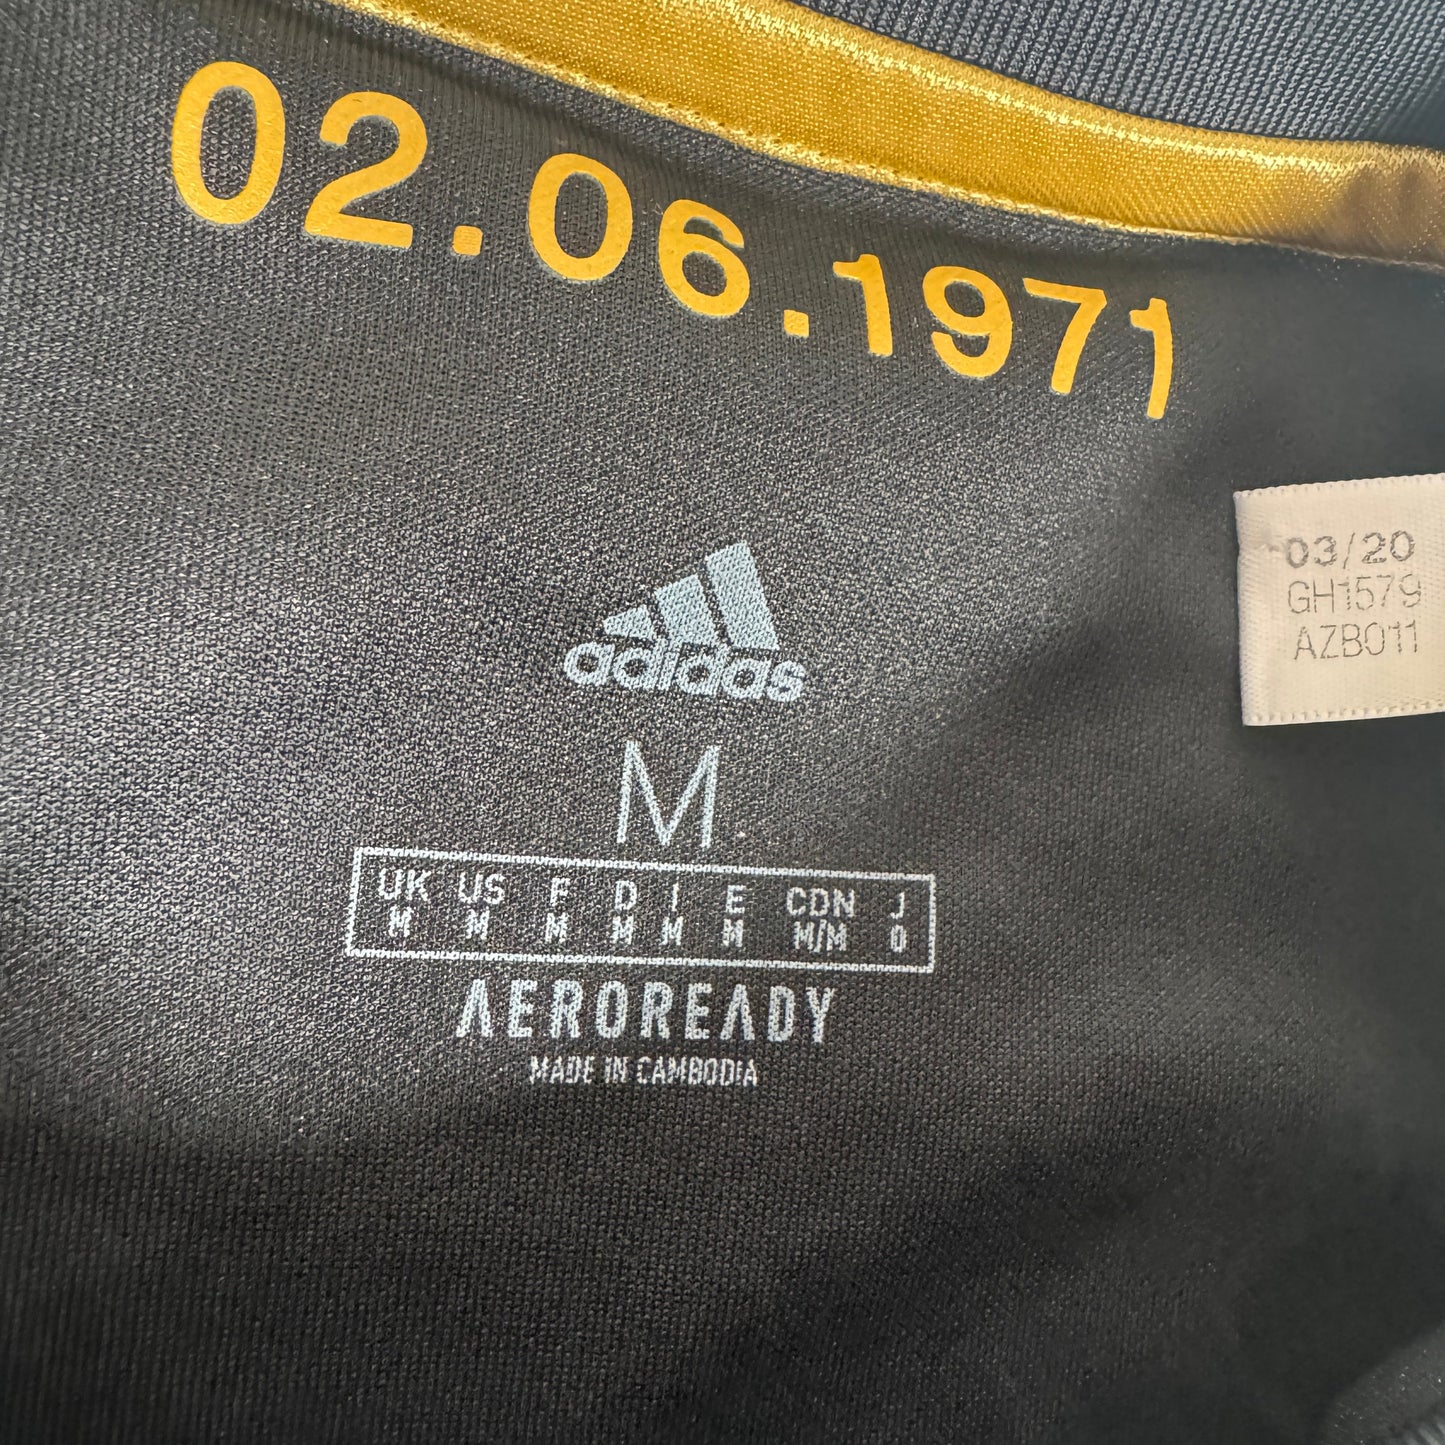 02.06.1971
03/20
GH1579
AZB011
adidas
M
UK US F D I E CDN J
M M M M M M M/M O
AEROREADY
MADE IN CAMBODIA